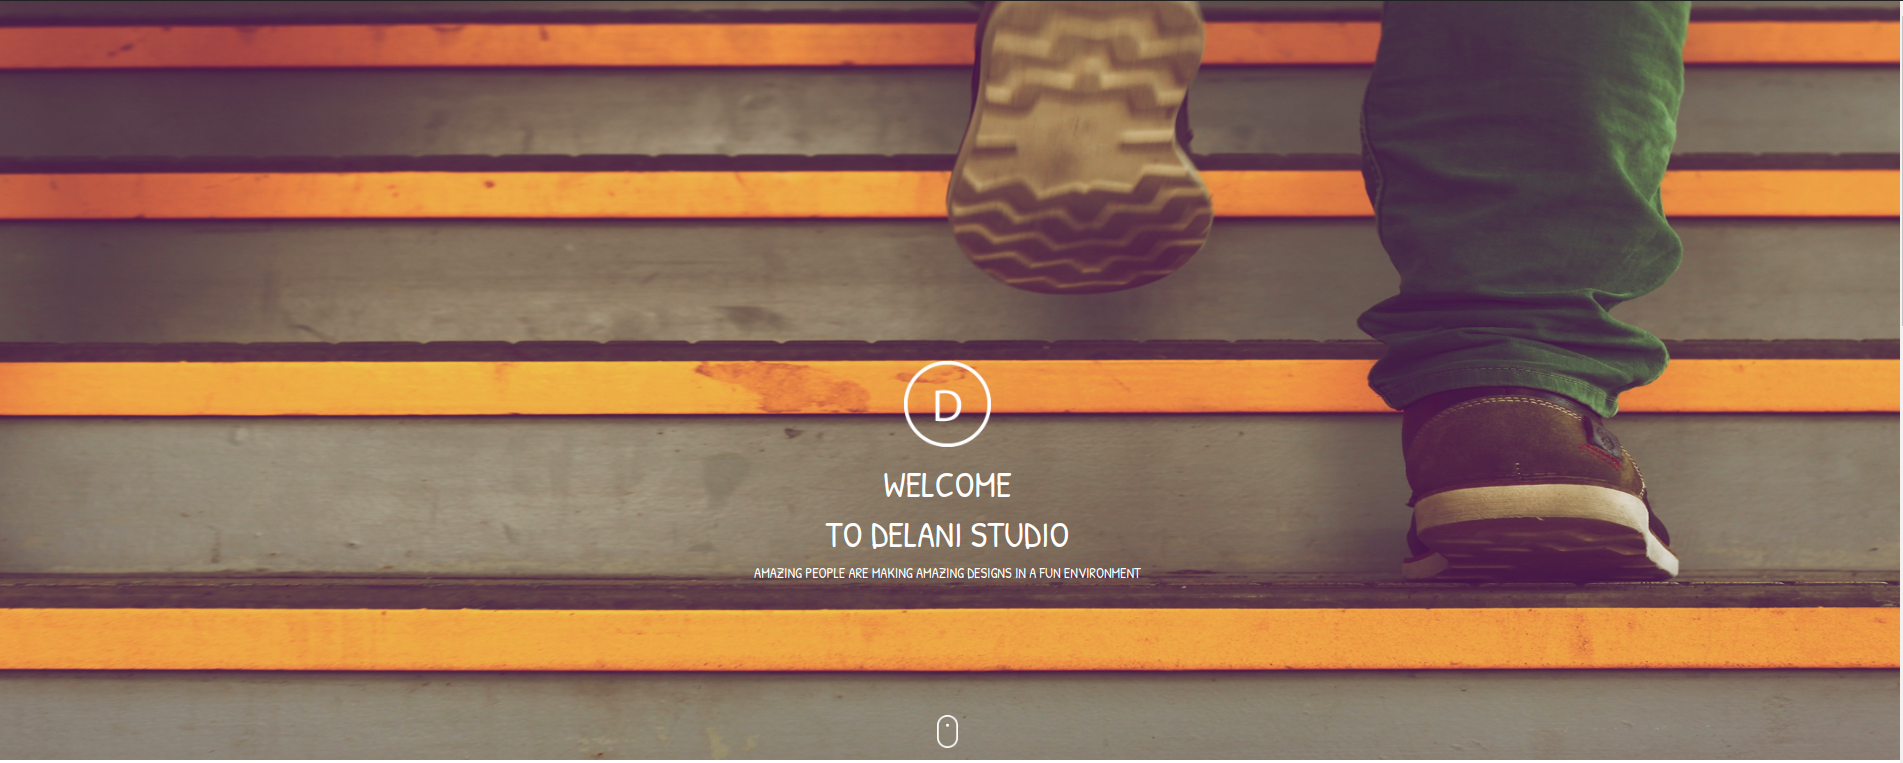 D
WELCOME
TO DELANI STUDIO
AMAZING PEOPLE ARE MAKING AMAZING DESIGNS IN A FUN ENVIRONMENT